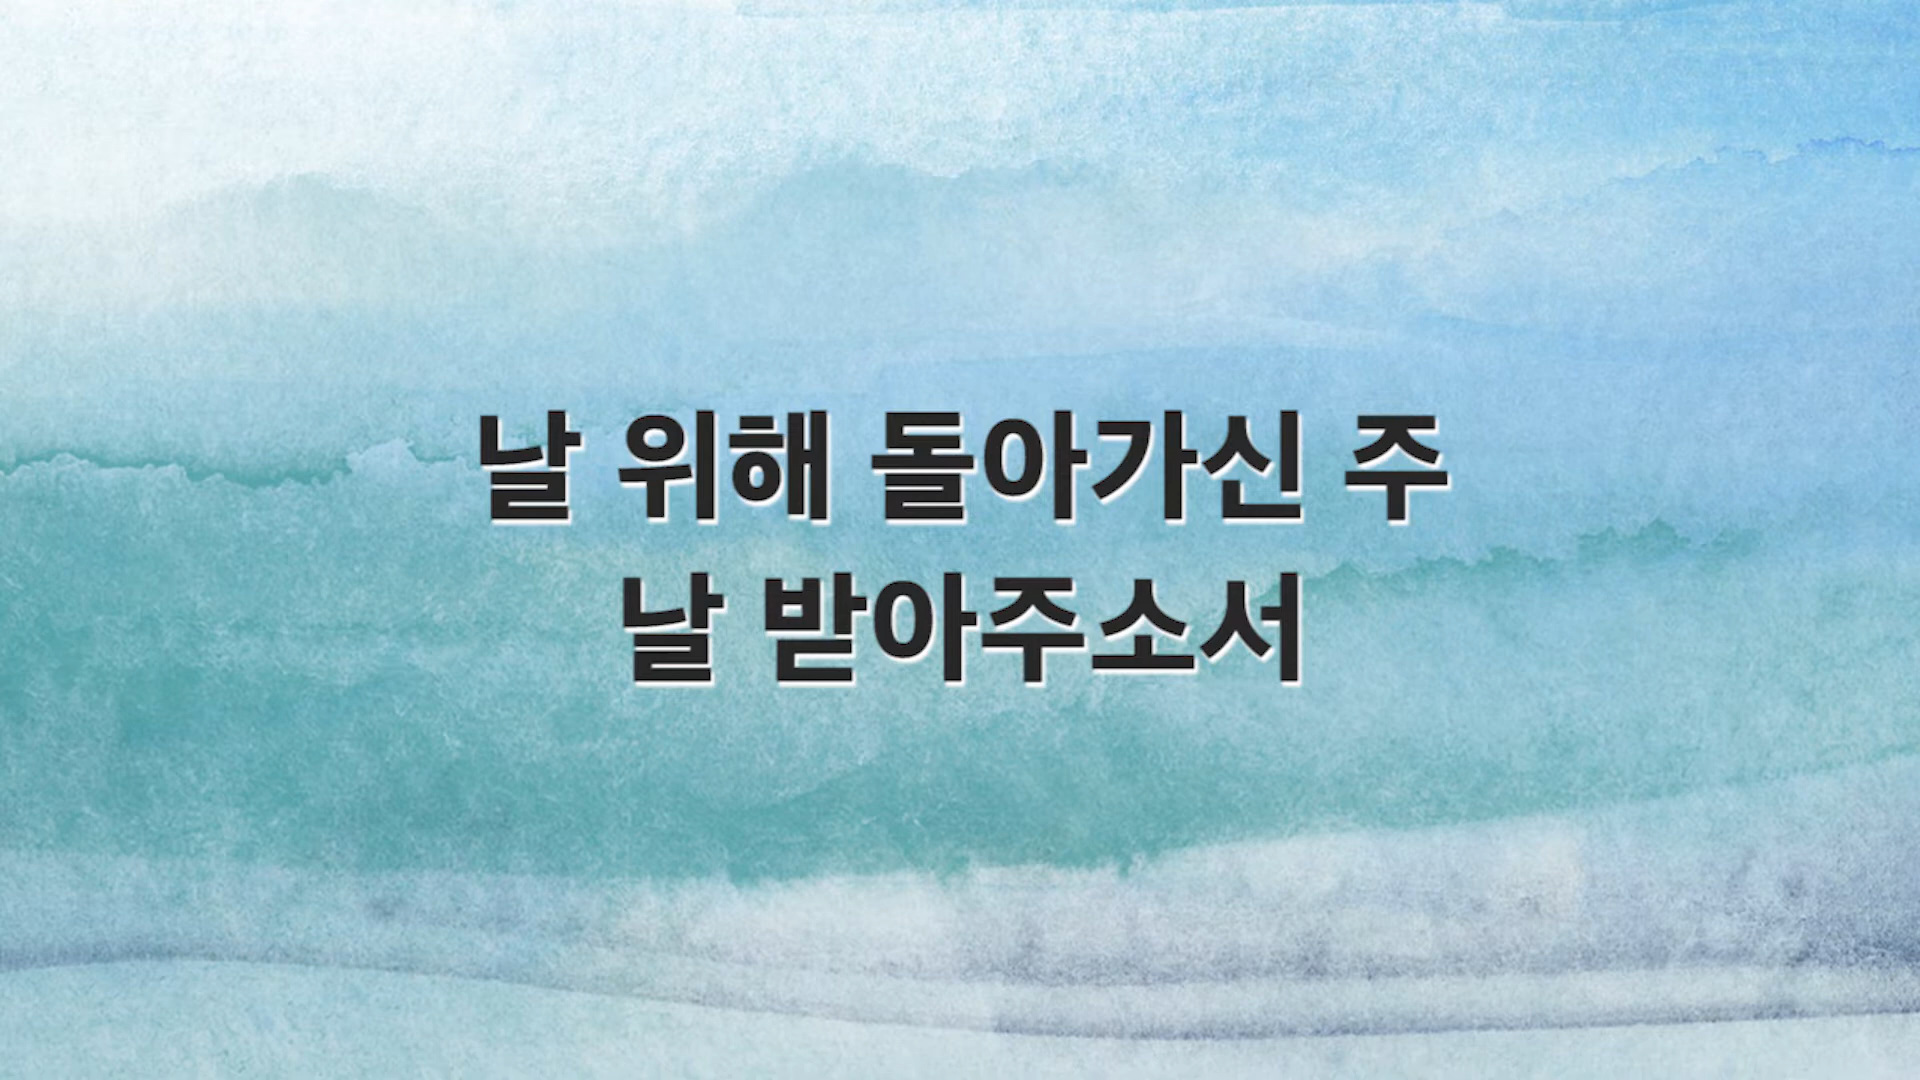 날 위해 돌아가신 주
날 받아주소서